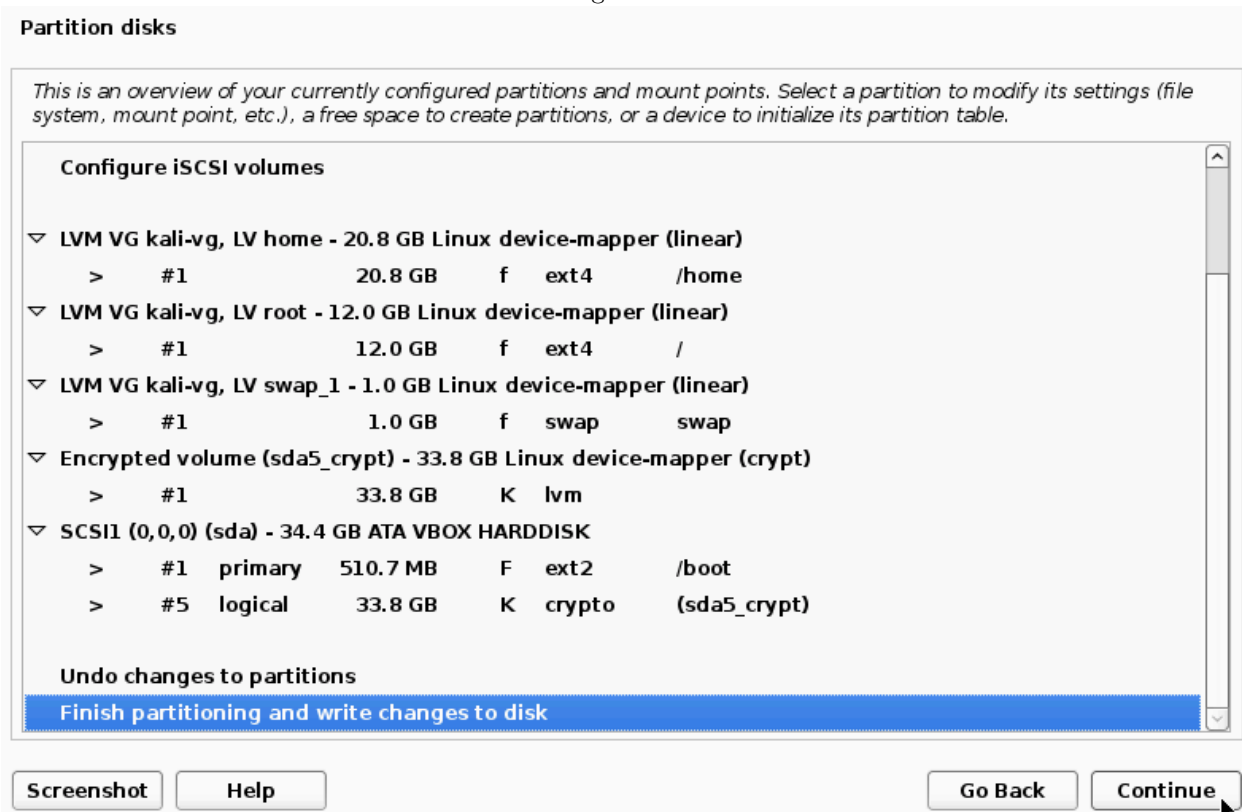 Partition disks
This is an overview of your currently configured partitions and mount points. Select a partition to modify its settings (file
system, mount point, etc.), a free space to create partitions, or a device to initialize its partition table.
Configure iSCSI volumes
LVM VG kali-vg, LV home - 20.8 GB Linux device-mapper (linear)
> #1 20.8 GB f ext4 /home
LVM VG kali-vg, LV root - 12.0 GB Linux device-mapper (linear)
> #1 12.0 GB f ext4 /
LVM VG kali-vg, LV swap_1 - 1.0 GB Linux device-mapper (linear)
> #1 1.0 GB f swap swap
Encrypted volume (sda5_crypt) - 33.8 GB Linux device-mapper (crypt)
> #1 33.8 GB K lvm
SCSI1 (0,0,0) (sda) - 34.4 GB ATA VBOX HARDDISK
> #1 primary 510.7 MB F ext2 /boot
> #5 logical 33.8 GB K crypto (sda5_crypt)
Undo changes to partitions
Finish partitioning and write changes to disk
Screenshot Help Go Back Continue